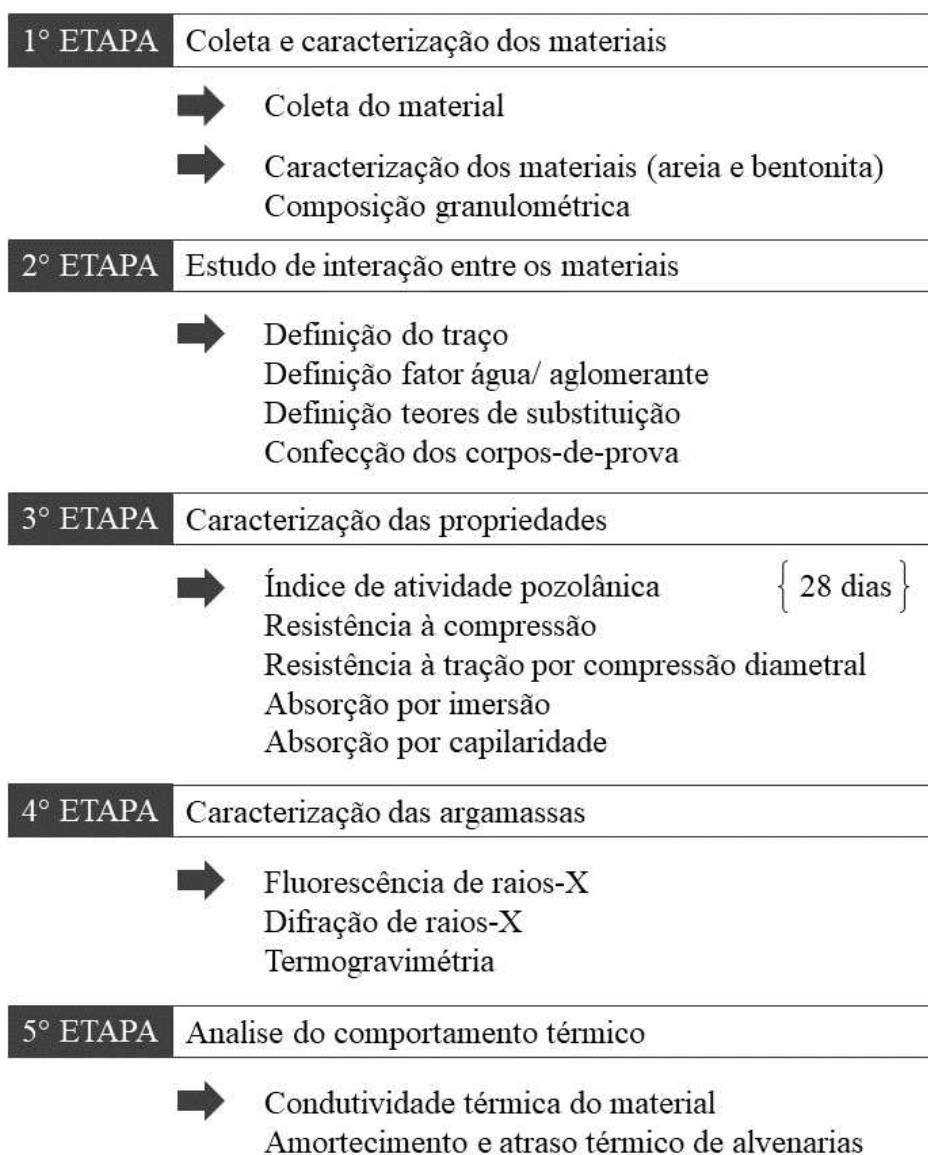 1° ETAPA Coleta e caracterização dos materiais
Coleta do material
Caracterização dos materiais (areia e bentonita)
Composição granulométrica
2° ETAPA Estudo de interação entre os materiais
Definição do traço
Definição fator água/ aglomerante
Definição teores de substituição
Confecção dos corpos-de-prova
3° ETAPA Caracterização das propriedades
Índice de atividade pozolânica { 28 dias }
Resistência à compressão
Resistência à tração por compressão diametral
Absorção por imersão
Absorção por capilaridade
4° ETAPA Caracterização das argamassas
Fluorescência de raios-X
Difração de raios-X
Termogravimétria
5° ETAPA Analise do comportamento térmico
Condutividade térmica do material
Amortecimento e atraso térmico de alvenarias